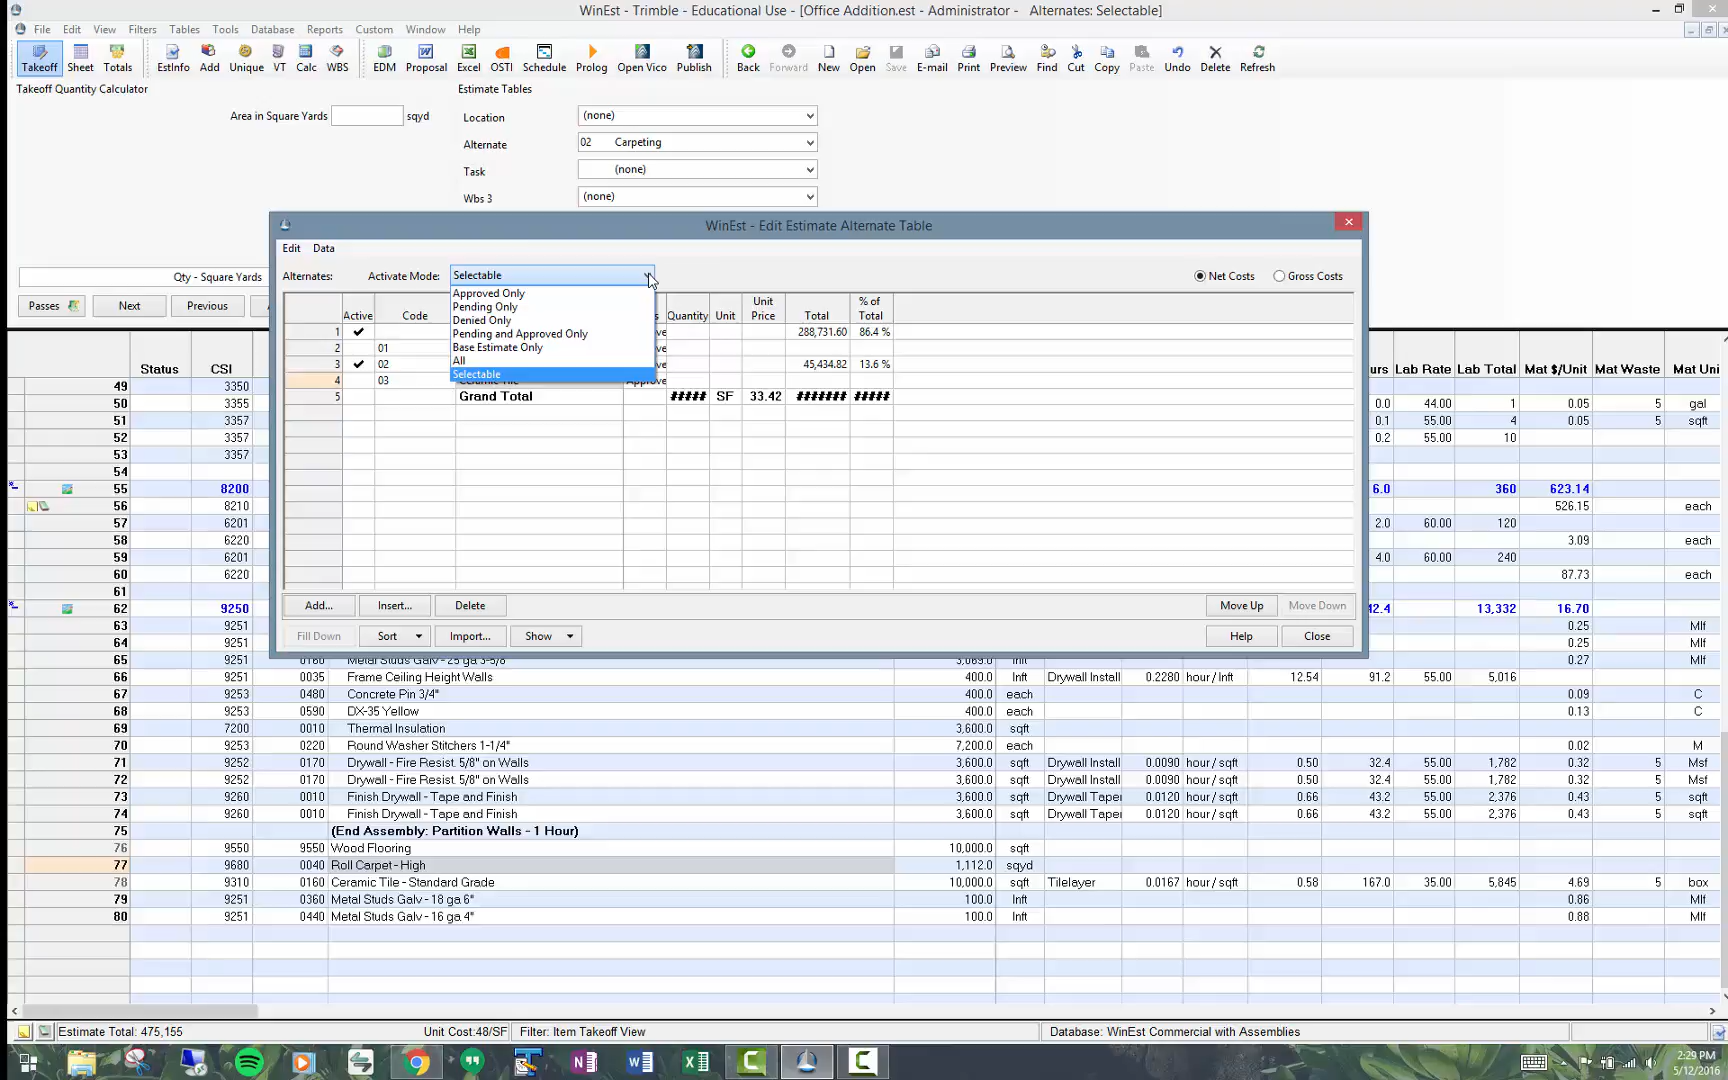 WinEst - Trimble - Educational Use - [Office Addition.est - Administrator - Alternates: Selectable]
File Edit View Filters Tables Tools Database Reports Custom Window Help
Takeoff Sheet Totals EstInfo Add Unique VT Calc WBS EDM Proposal Excel OSTI Schedule Prolog Open Vico Publish Back Forward New Open Save E-mail Print Preview Find Cut Copy Paste Undo Delete Refresh
Takeoff Quantity Calculator Estimate Tables
Area in Square Yards sqyd
Location (none)
Alternate 02 Carpeting
Task (none)
Wbs 3 (none)
WinEst - Edit Estimate Alternate Table
Edit Data
Qty - Square Yards
Alternates: Activate Mode: Selectable Net Costs Gross Costs
Approved Only
Pending Only
Denied Only
Pending and Approved Only
Base Estimate Only
All
Selectable
Passes Next Previous
Active Code Quantity Unit Unit Price Total % of Total
1 288,731.60 86.4 %
2 01
3 02 45,434.82 13.6 %
4 03
5 Grand Total ##### SF 33.42 ####### #####
Add... Insert... Delete Move Up Move Down
Fill Down Sort Import... Show Help Close
Status CSI urs Lab Rate Lab Total Mat $/Unit Mat Waste Mat Uni
49 3350
50 3355 0.0 44.00 1 0.05 5 gal
51 3357 0.1 55.00 4 0.05 5 sqft
52 3357 0.2 55.00 10
53 3357
54
55 8200 6.0 360 623.14
56 8210 526.15 each
57 6201 2.0 60.00 120
58 6220 3.09 each
59 6201 4.0 60.00 240
60 6220 87.73 each
61
62 9250 42.4 13,332 16.70
63 9251 0.25 Mlf
64 9251 0.25 Mlf
65 9251 0160 Metal Studs Galv - 25 ga 3-5/8" 3,069.0 lnft 0.27 Mlf
66 9251 0035 Frame Ceiling Height Walls 400.0 lnft Drywall Install 0.2280 hour / lnft 12.54 91.2 55.00 5,016
67 9253 0480 Concrete Pin 3/4" 400.0 each 0.09 C
68 9253 0590 DX-35 Yellow 400.0 each 0.13 C
69 7200 0010 Thermal Insulation 3,600.0 sqft
70 9253 0220 Round Washer Stitchers 1-1/4" 7,200.0 each 0.02 M
71 9252 0170 Drywall - Fire Resist. 5/8" on Walls 3,600.0 sqft Drywall Install 0.0090 hour / sqft 0.50 32.4 55.00 1,782 0.32 5 Msf
72 9252 0170 Drywall - Fire Resist. 5/8" on Walls 3,600.0 sqft Drywall Install 0.0090 hour / sqft 0.50 32.4 55.00 1,782 0.32 5 Msf
73 9260 0010 Finish Drywall - Tape and Finish 3,600.0 sqft Drywall Taper 0.0120 hour / sqft 0.66 43.2 55.00 2,376 0.43 5 sqft
74 9260 0010 Finish Drywall - Tape and Finish 3,600.0 sqft Drywall Taper 0.0120 hour / sqft 0.66 43.2 55.00 2,376 0.43 5 sqft
75 (End Assembly: Partition Walls - 1 Hour)
76 9550 9550 Wood Flooring 10,000.0 sqft
77 9680 0040 Roll Carpet - High 1,112.0 sqyd
78 9310 0160 Ceramic Tile - Standard Grade 10,000.0 sqft Tilelayer 0.0167 hour / sqft 0.58 167.0 35.00 5,845 4.69 5 box
79 9251 0360 Metal Studs Galv - 18 ga 6" 100.0 lnft 0.86 Mlf
80 9251 0440 Metal Studs Galv - 16 ga 4" 100.0 lnft 0.88 Mlf
Estimate Total: 475,155 Unit Cost:48/SF Filter: Item Takeoff View Database: WinEst Commercial with Assemblies
2:29 PM
5/12/2016